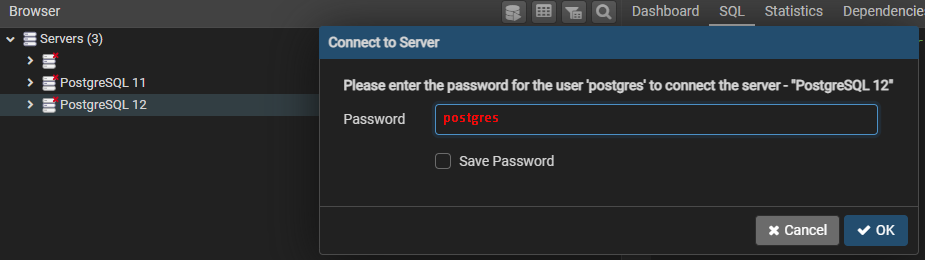 Browser
Dashboard SQL Statistics Dependencie
Servers (3)
PostgreSQL 11
PostgreSQL 12
Connect to Server
Please enter the password for the user 'postgres' to connect the server - "PostgreSQL 12"
Password postgres
Save Password
Cancel OK